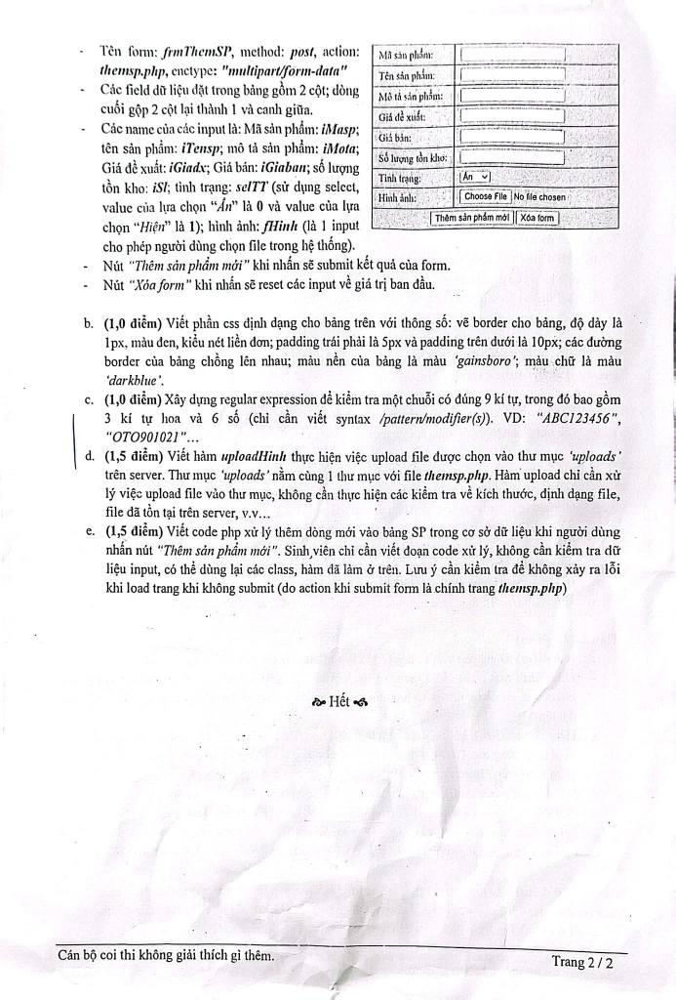 - Tên form: frmThemSP, method: post, action:
themsp.php, enctype: "multipart/form-data"
- Các field dữ liệu đặt trong bảng gồm 2 cột; dòng
cuối gộp 2 cột lại thành 1 và canh giữa.
- Các name của các input là: Mã sản phẩm: iMasp;
tên sản phẩm: iTensp; mô tả sản phẩm: iMota;
Giá đề xuất: iGiadx; Giá bán: iGiaban; số lượng
tồn kho: iSl; tình trạng: selTT (sử dụng select,
value của lựa chọn “Ẩn” là 0 và value của lựa
chọn “Hiện” là 1); hình ảnh: fHinh (là 1 input
cho phép người dùng chọn file trong hệ thống).
Mã sản phẩm:
Tên sản phẩm:
Mô tả sản phẩm:
Giá đề xuất:
Giá bán:
Số lượng tồn kho:
Tình trạng: Ẩn
Hình ảnh: Choose File No file chosen
Thêm sản phẩm mới Xóa form
- Nút “Thêm sản phẩm mới” khi nhấn sẽ submit kết quả của form.
- Nút “Xóa form” khi nhấn sẽ reset các input về giá trị ban đầu.
b. (1,0 điểm) Viết phần css định dạng cho bảng trên với thông số: vẽ border cho bảng, độ dày là
1px, màu đen, kiểu nét liền đơn; padding trái phải là 5px và padding trên dưới là 10px; các đường
border của bảng chồng lên nhau; màu nền của bảng là màu ‘gainsboro’; màu chữ là màu
‘darkblue’.
c. (1,0 điểm) Xây dựng regular expression để kiểm tra một chuỗi có đúng 9 kí tự, trong đó bao gồm
3 kí tự hoa và 6 số (chỉ cần viết syntax /pattern/modifier(s)). VD: “ABC123456”,
“OTO901021”...
d. (1,5 điểm) Viết hàm uploadHinh thực hiện việc upload file được chọn vào thư mục ‘uploads’
trên server. Thư mục ‘uploads’ nằm cùng 1 thư mục với file themsp.php. Hàm upload chỉ cần xử
lý việc upload file vào thư mục, không cần thực hiện các kiểm tra về kích thước, định dạng file,
file đã tồn tại trên server, v.v...
e. (1,5 điểm) Viết code php xử lý thêm dòng mới vào bảng SP trong cơ sở dữ liệu khi người dùng
nhấn nút “Thêm sản phẩm mới”. Sinh viên chỉ cần viết đoạn code xử lý, không cần kiểm tra dữ
liệu input, có thể dùng lại các class, hàm đã làm ở trên. Lưu ý cần kiểm tra để không xảy ra lỗi
khi load trang khi không submit (do action khi submit form là chính trang themsp.php)
Hết
Cán bộ coi thi không giải thích gì thêm.
Trang 2 / 2